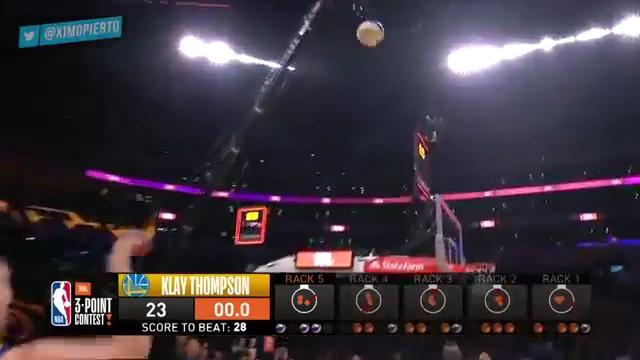 @XIMOPIERTO
KLAY THOMPSON
23 00.0
SCORE TO BEAT: 28
NBA
JBL
3-POINT
CONTEST
RACK 5 RACK 4 RACK 3 RACK 2 RACK 1
State Farm